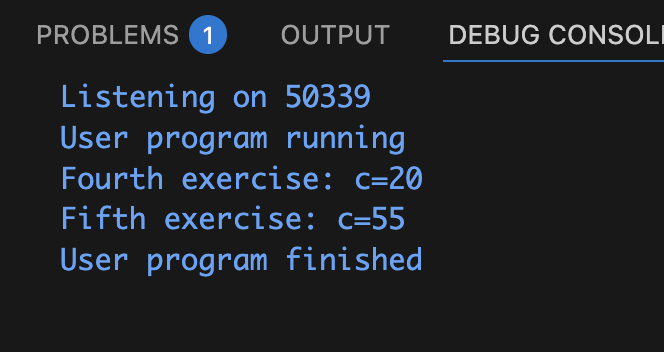 PROBLEMS 1 OUTPUT DEBUG CONSOL
Listening on 50339
User program running
Fourth exercise: c=20
Fifth exercise: c=55
User program finished